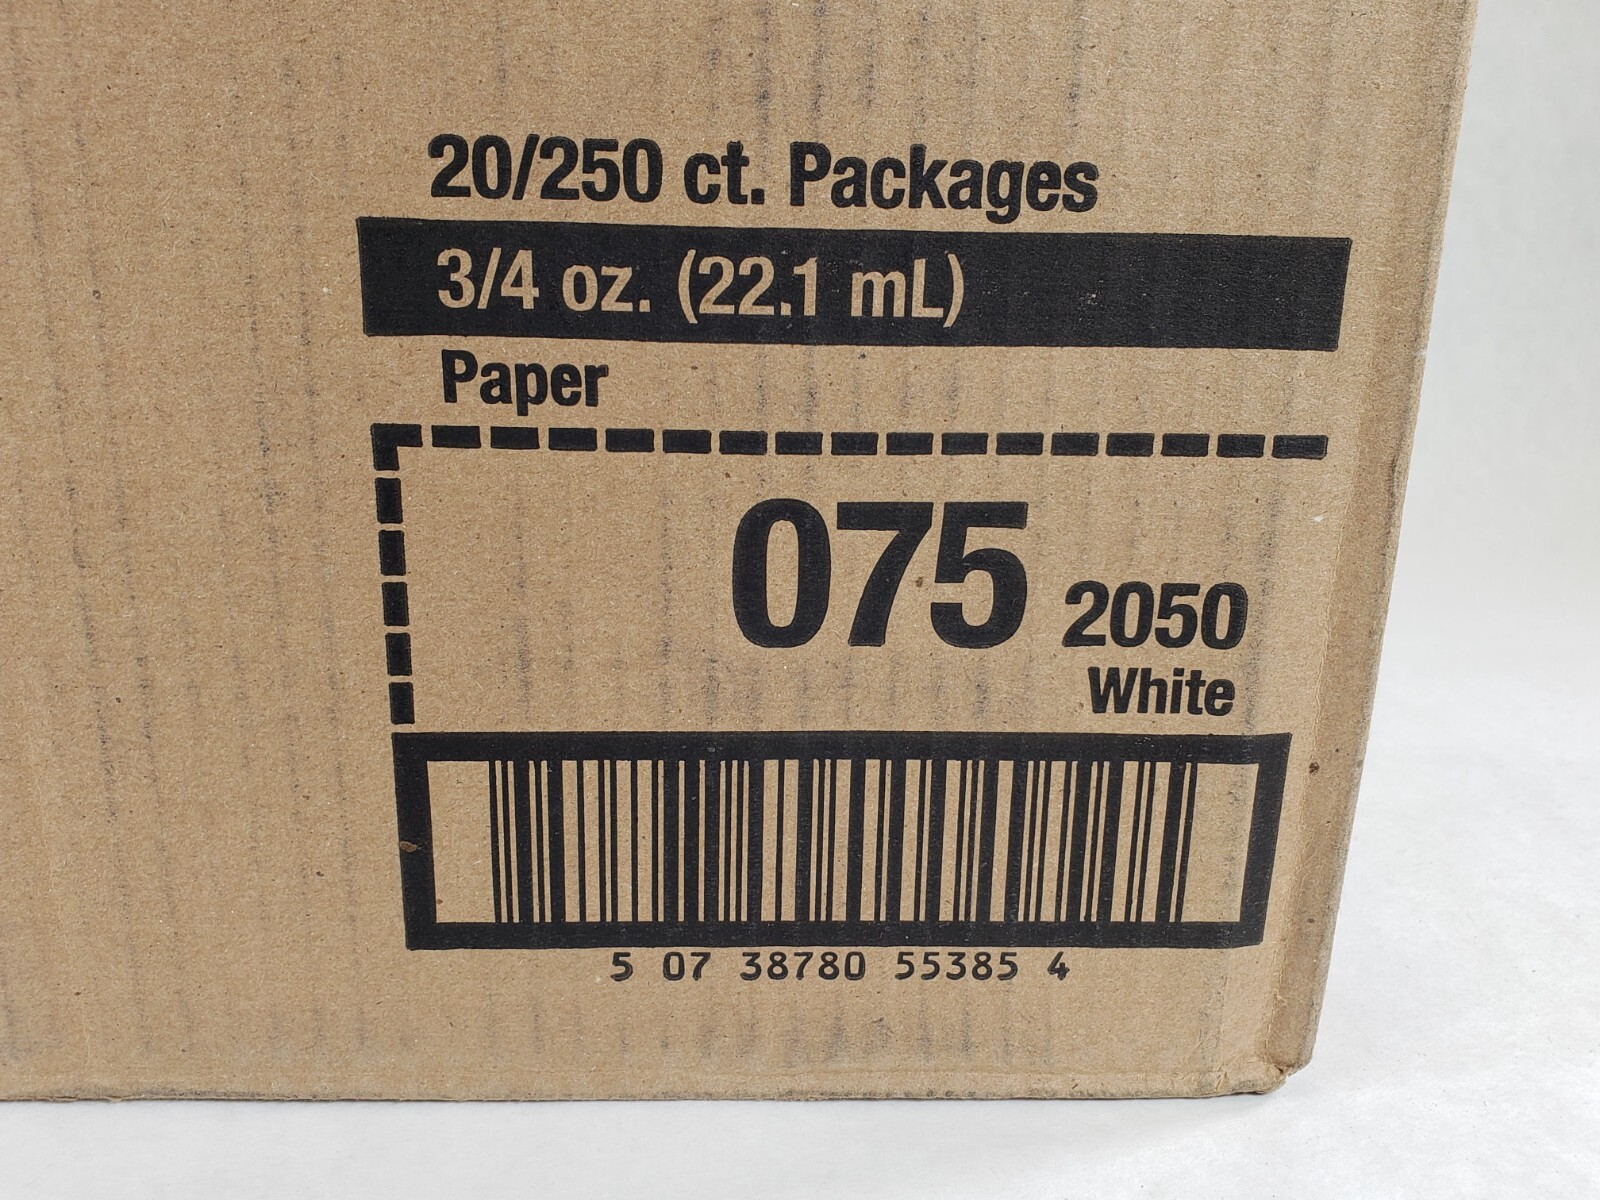 20/250 ct. Packages
3/4 oz. (22.1 mL)
Paper
075 2050
White
5 07 38780 55385 4